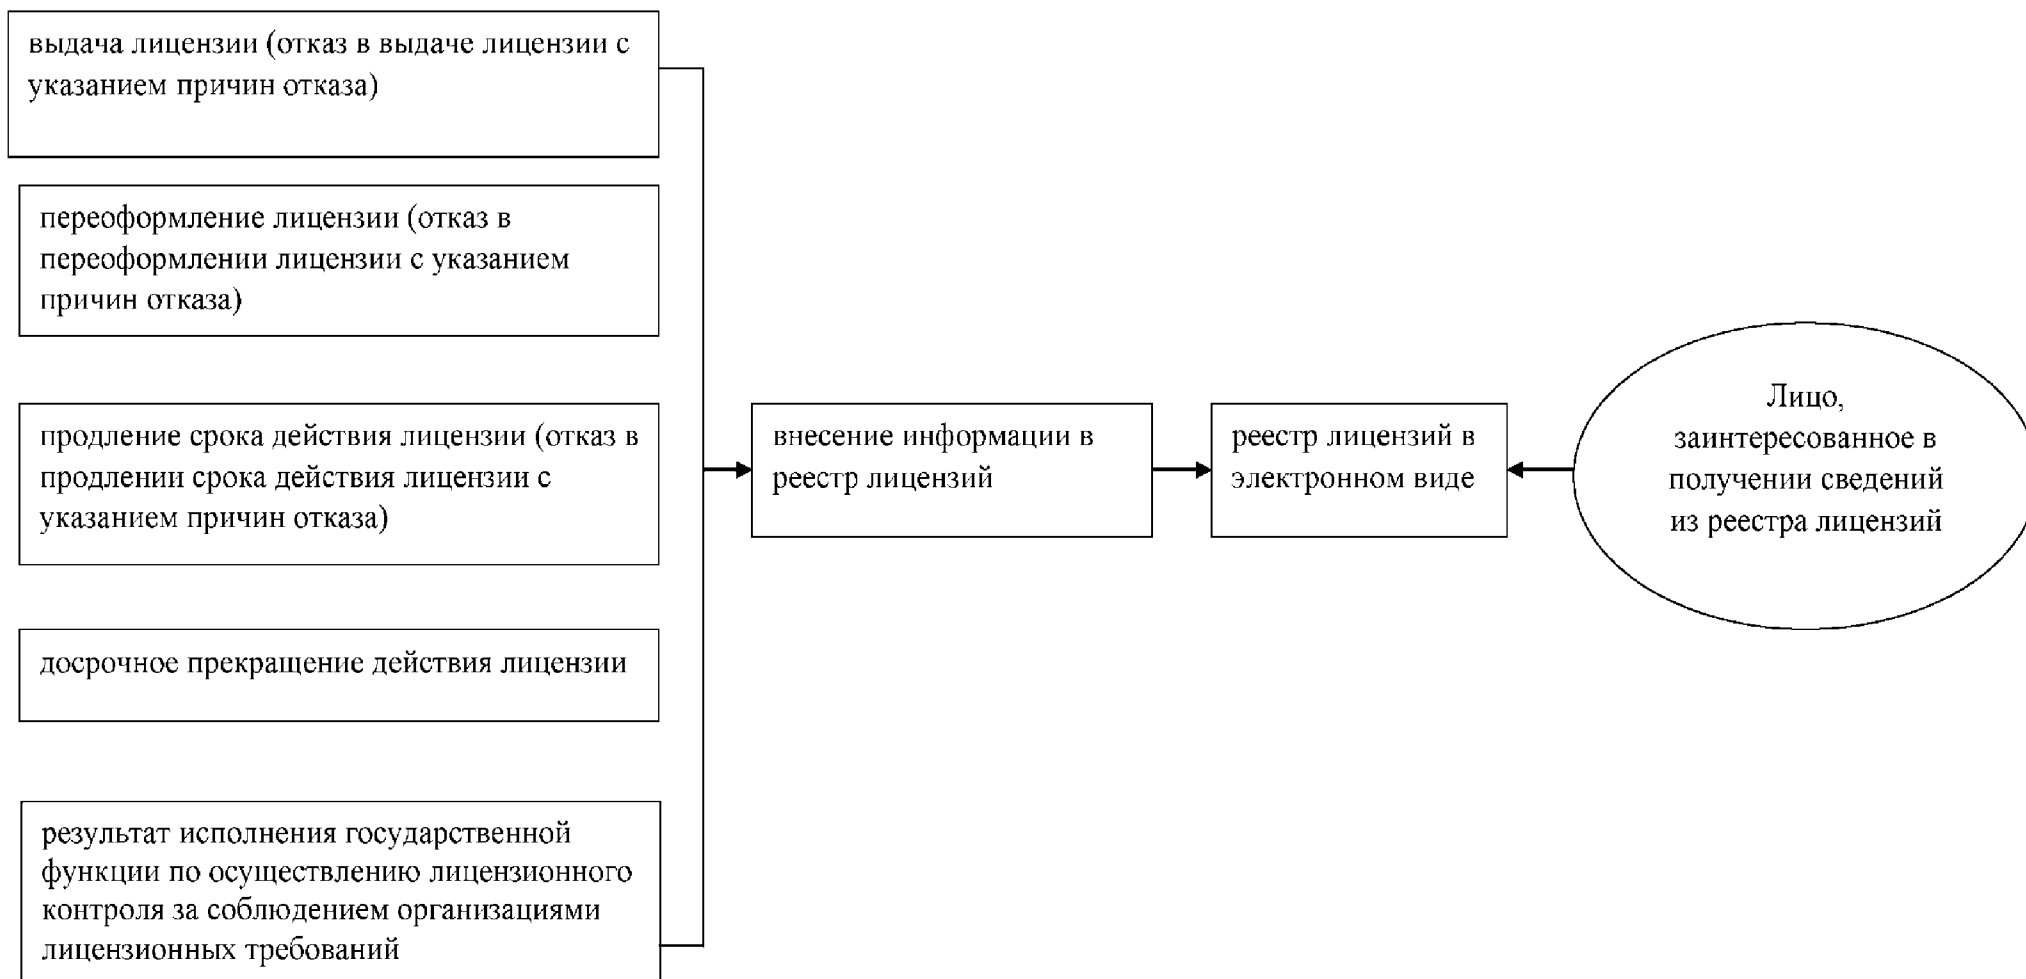 выдача лицензии (отказ в выдаче лицензии с
указанием причин отказа)
переоформление лицензии (отказ в
переоформлении лицензии с указанием
причин отказа)
продление срока действия лицензии (отказ в
продлении срока действия лицензии с
указанием причин отказа)
досрочное прекращение действия лицензии
результат исполнения государственной
функции по осуществлению лицензионного
контроля за соблюдением организациями
лицензионных требований
внесение информации в
реестр лицензий
реестр лицензий в
электронном виде
Лицо,
заинтересованное в
получении сведений
из реестра лицензий